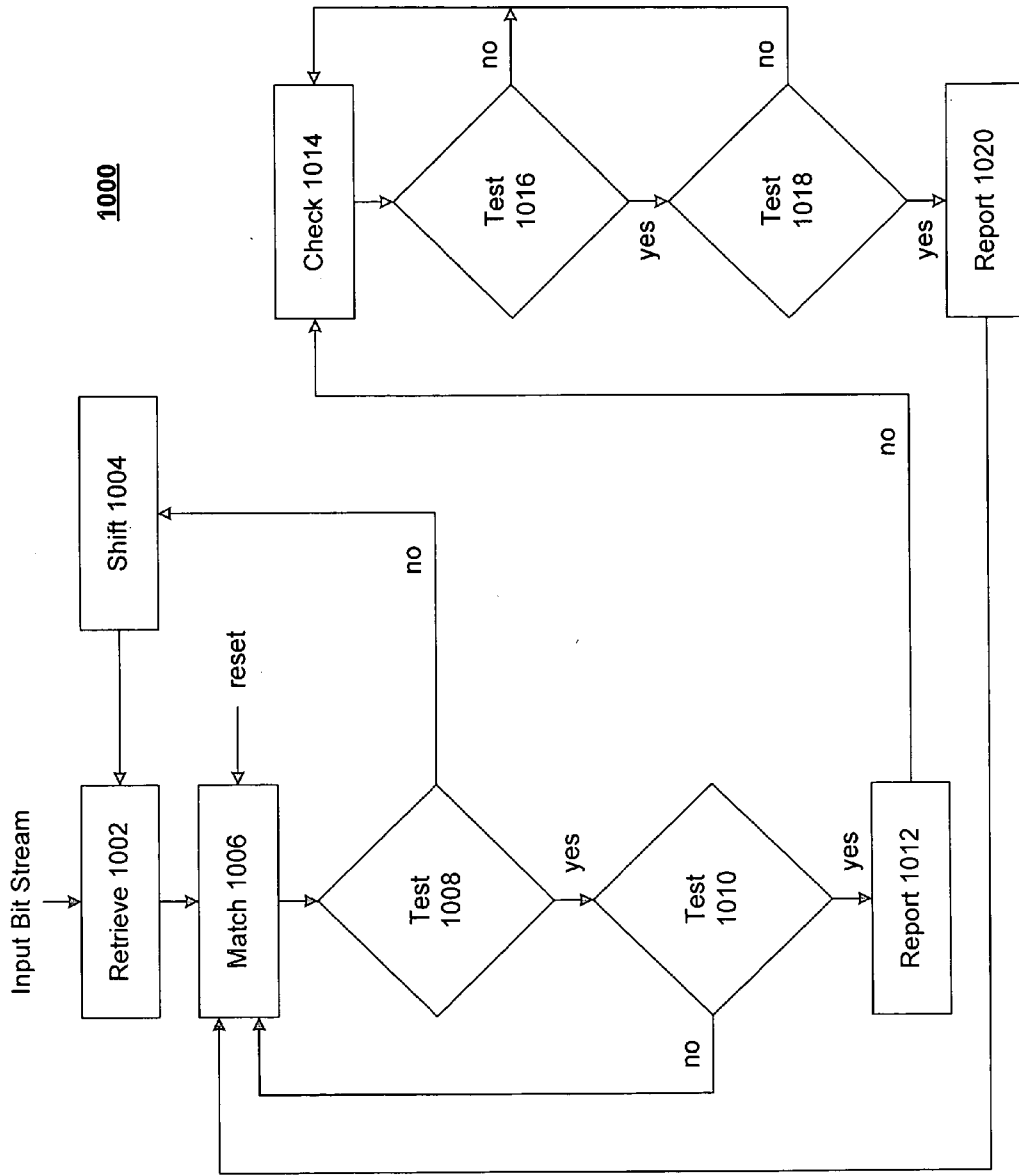 1000
Input Bit Stream
Retrieve 1002
Shift 1004
Match 1006
reset
Test
1008
no
yes
Test
1010
no
yes
Report 1012
no
Check 1014
Test
1016
no
yes
Test
1018
no
yes
Report 1020